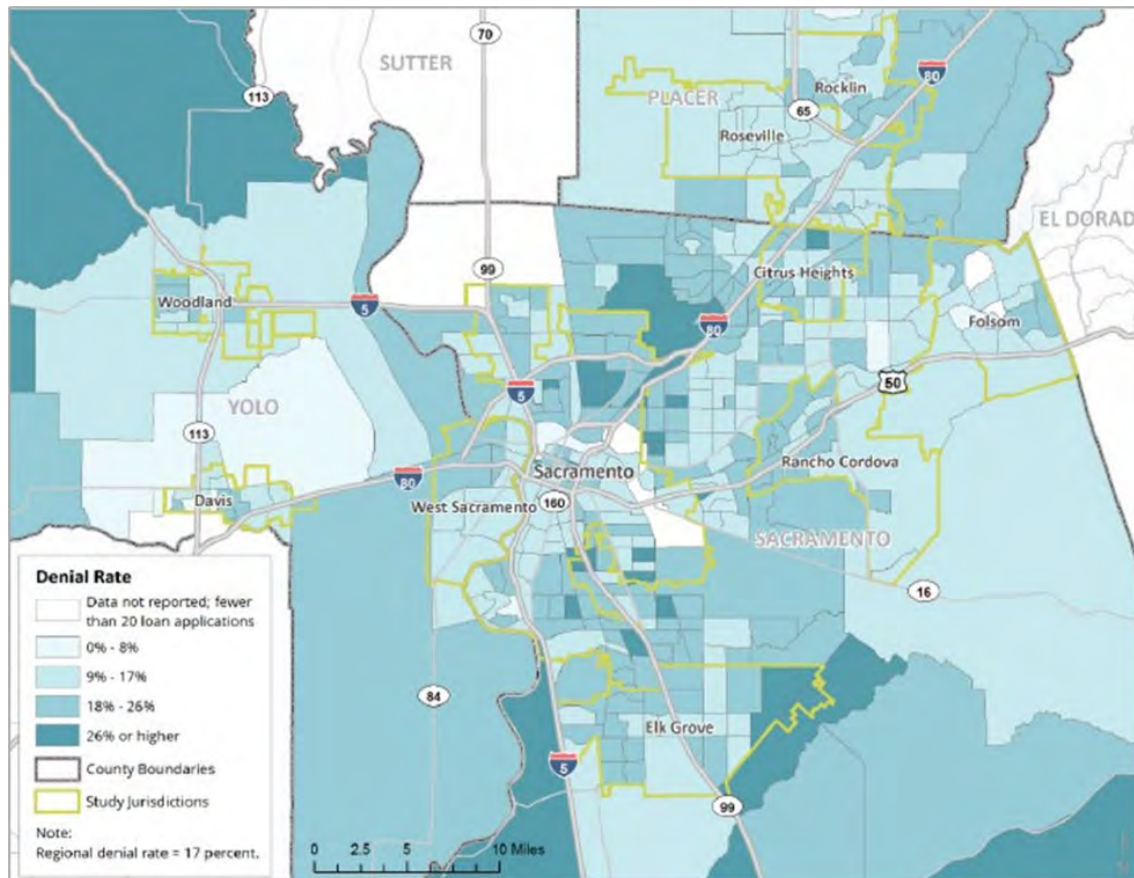 70
SUTTER
113
80
Rocklin
PLACER
65
Roseville
EL DORAD
99
Citrus Heights
Woodland
5
80
Folsom
50
5
YOLO
113
Rancho Cordova
Sacramento
80
Davis
West Sacramento
160
SACRAMENTO
16
84
Elk Grove
5
99
Denial Rate
Data not reported; fewer
than 20 loan applications
0% - 8%
9% - 17%
18% - 26%
26% or higher
County Boundaries
Study Jurisdictions
Note:
Regional denial rate = 17 percent.
0 2.5 5 10 Miles